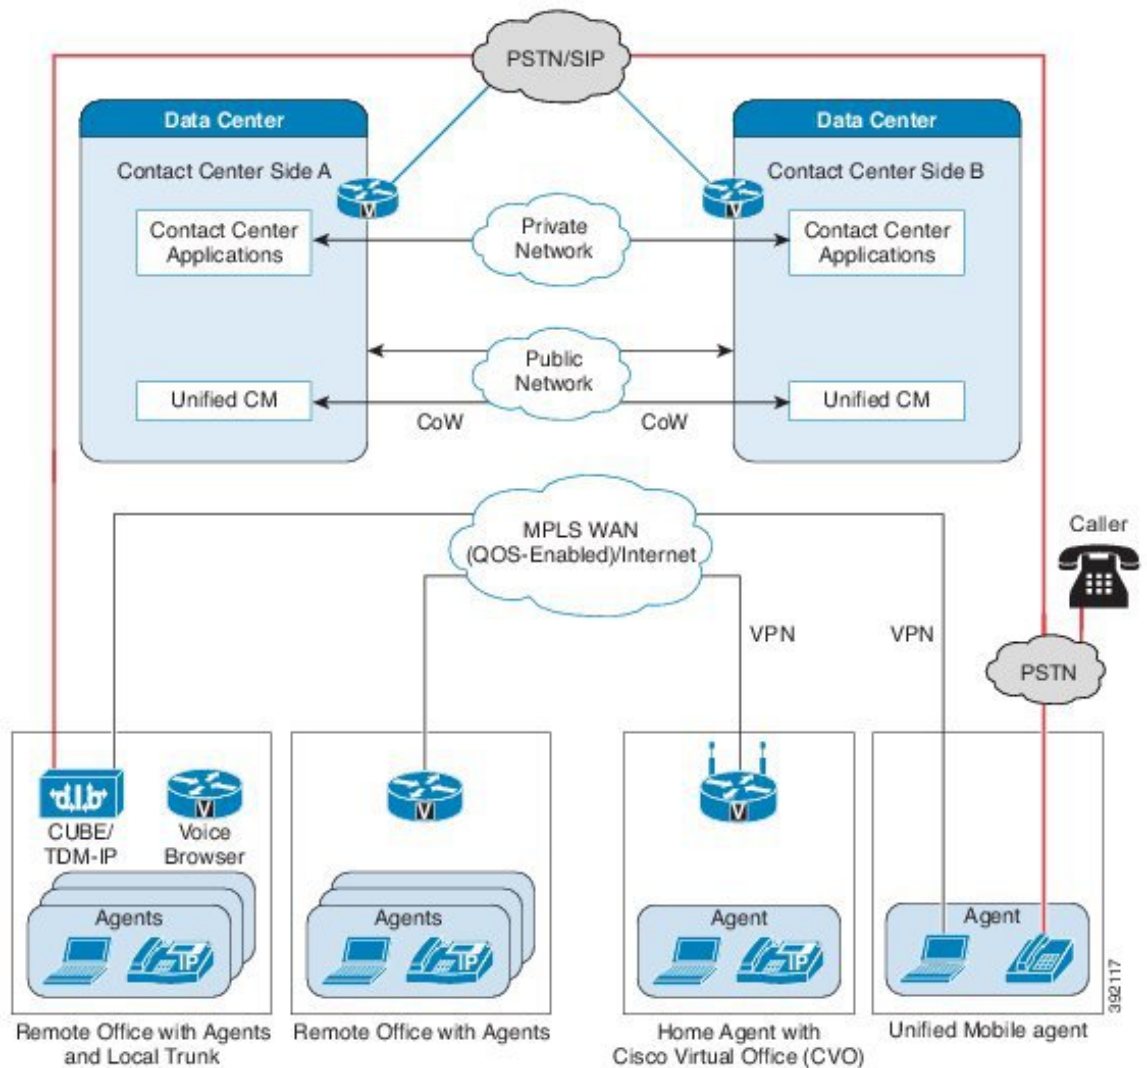 PSTN/SIP
Data Center
Contact Center Side A
Contact Center
Applications
Unified CM
Data Center
Contact Center Side B
Contact Center
Applications
Unified CM
Private
Network
Public
Network
CoW
CoW
MPLS WAN
(QOS-Enabled)/Internet
VPN
VPN
Caller
PSTN
V
V
CUBE/
TDM-IP
V
Voice
Browser
Agents
IP
Remote Office with Agents
and Local Trunk
V
Agents
IP
Remote Office with Agents
V
Agent
IP
Home Agent with
Cisco Virtual Office (CVO)
Agent
Unified Mobile agent
392117